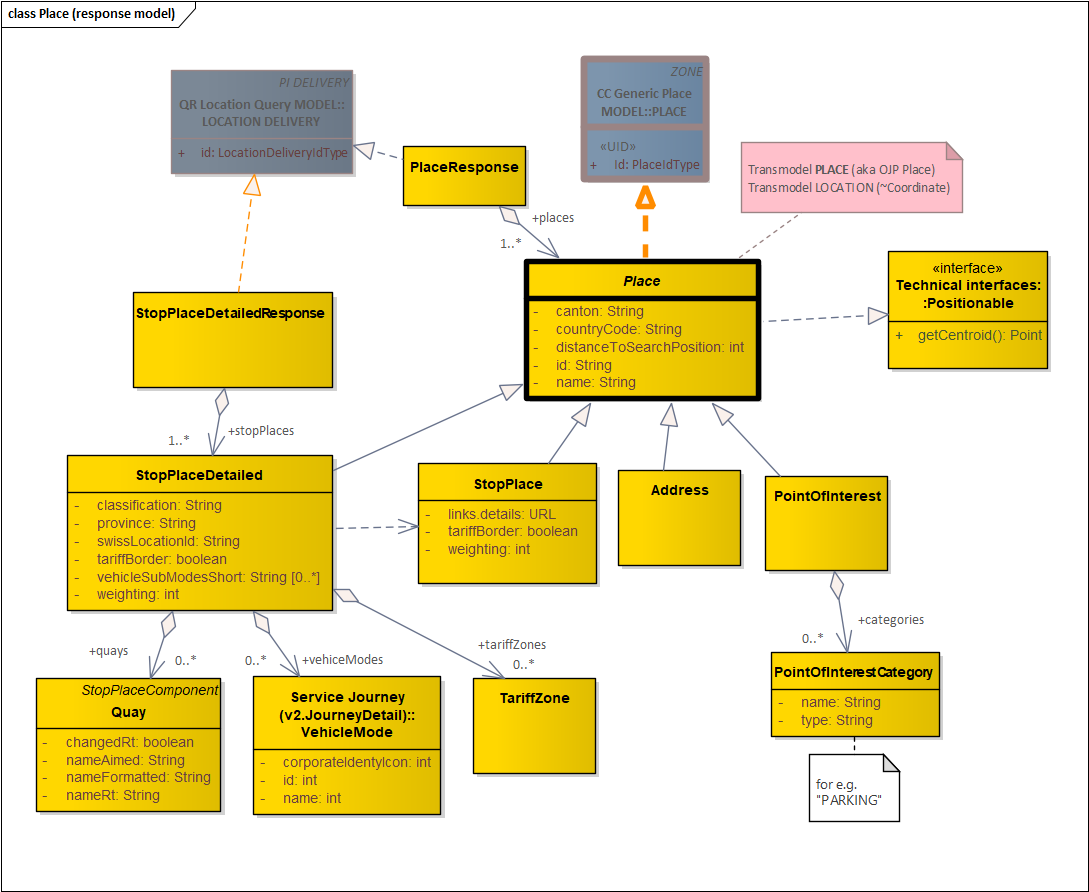 class Place (response model)
PI DELIVERY
QR Location Query MODEL::
LOCATION DELIVERY
+ id: LocationDeliveryIdType
ZONE
CC Generic Place
MODEL::PLACE
«UID»
+ Id: PlaceIdType
PlaceResponse
Transmodel PLACE (aka OJP Place)
Transmodel LOCATION (~Coordinate)
+places
1..*
Place
- canton: String
- countryCode: String
- distanceToSearchPosition: int
- id: String
- name: String
«interface»
Technical interfaces:
:Positionable
+ getCentroid(): Point
StopPlaceDetailedResponse
+stopPlaces
1..*
StopPlaceDetailed
- classification: String
- province: String
- swissLocationId: String
- tariffBorder: boolean
- vehicleSubModesShort: String [0..*]
- weighting: int
StopPlace
- links.details: URL
- tariffBorder: boolean
- weighting: int
Address
PointOfInterest
+categories
0..*
+quays
0..*
0..*
+vehiceModes
+tariffZones
0..*
StopPlaceComponent
Quay
- changedRt: boolean
- nameAimed: String
- nameFormatted: String
- nameRt: String
Service Journey
(v2.JourneyDetail)::
VehicleMode
- corporateIdentyIcon: int
- id: int
- name: int
TariffZone
PointOfInterestCategory
- name: String
- type: String
for e.g.
"PARKING"